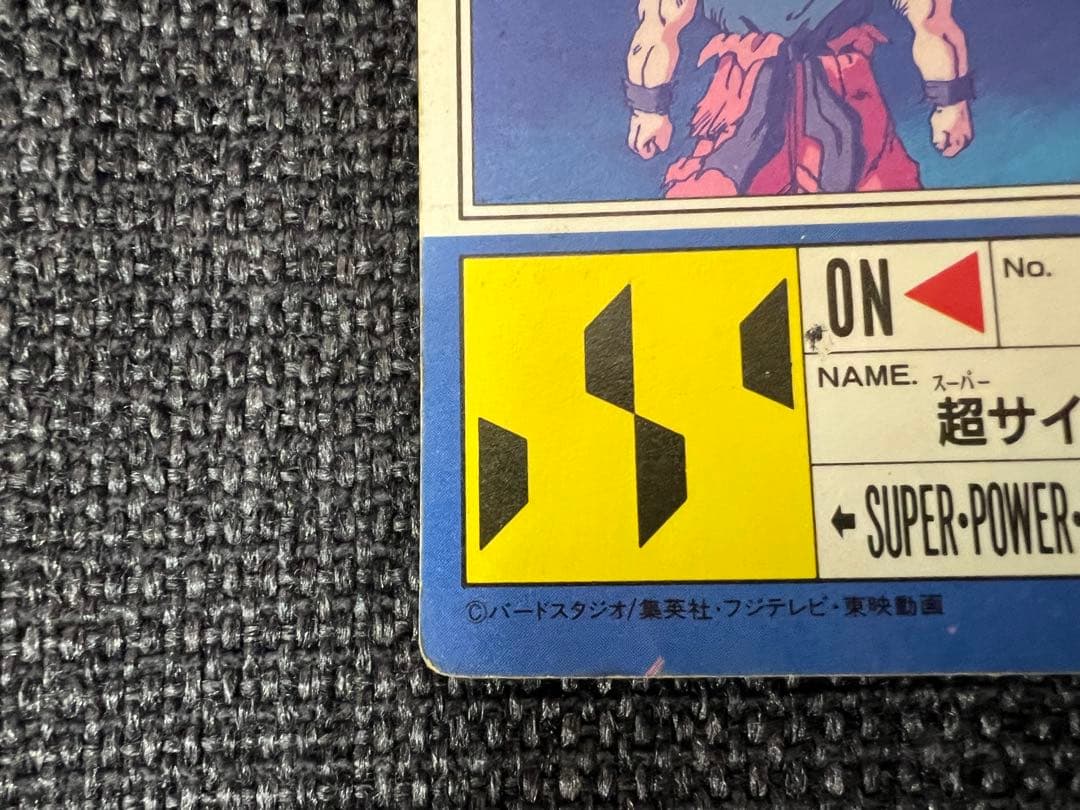 ON
No.
NAME.
スーパー
超サイ
SUPER・POWER・
©バードスタジオ/集英社・フジテレビ・東映動画